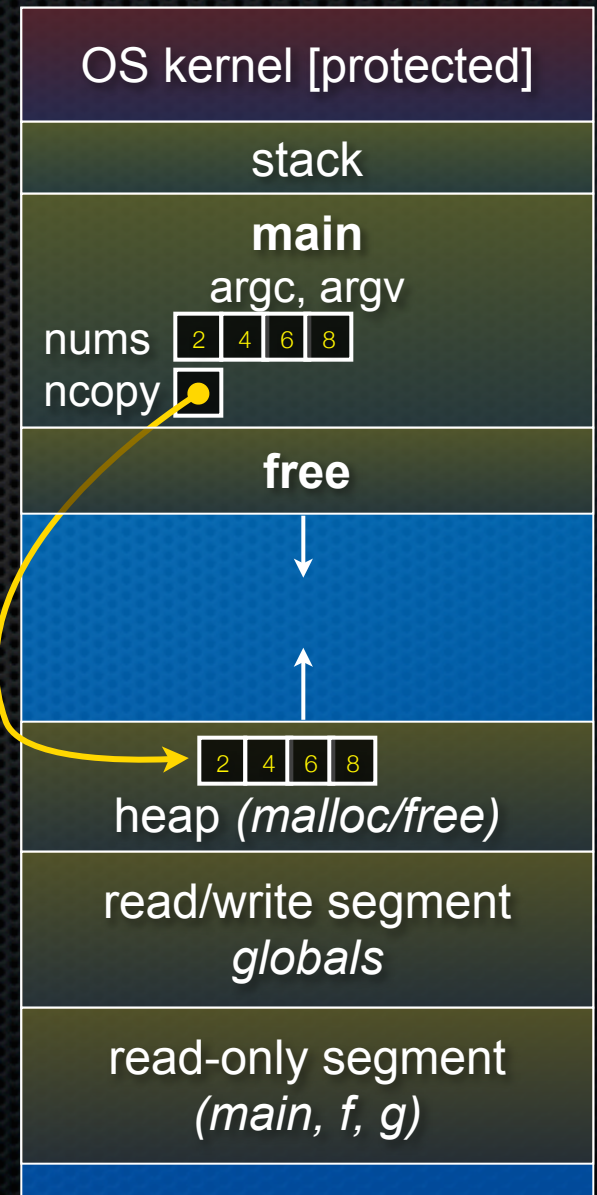 OS kernel [protected]
stack
main
argc, argv
nums 2 4 6 8
ncopy
free
2 4 6 8
heap (malloc/free)
read/write segment
globals
read-only segment
(main, f, g)